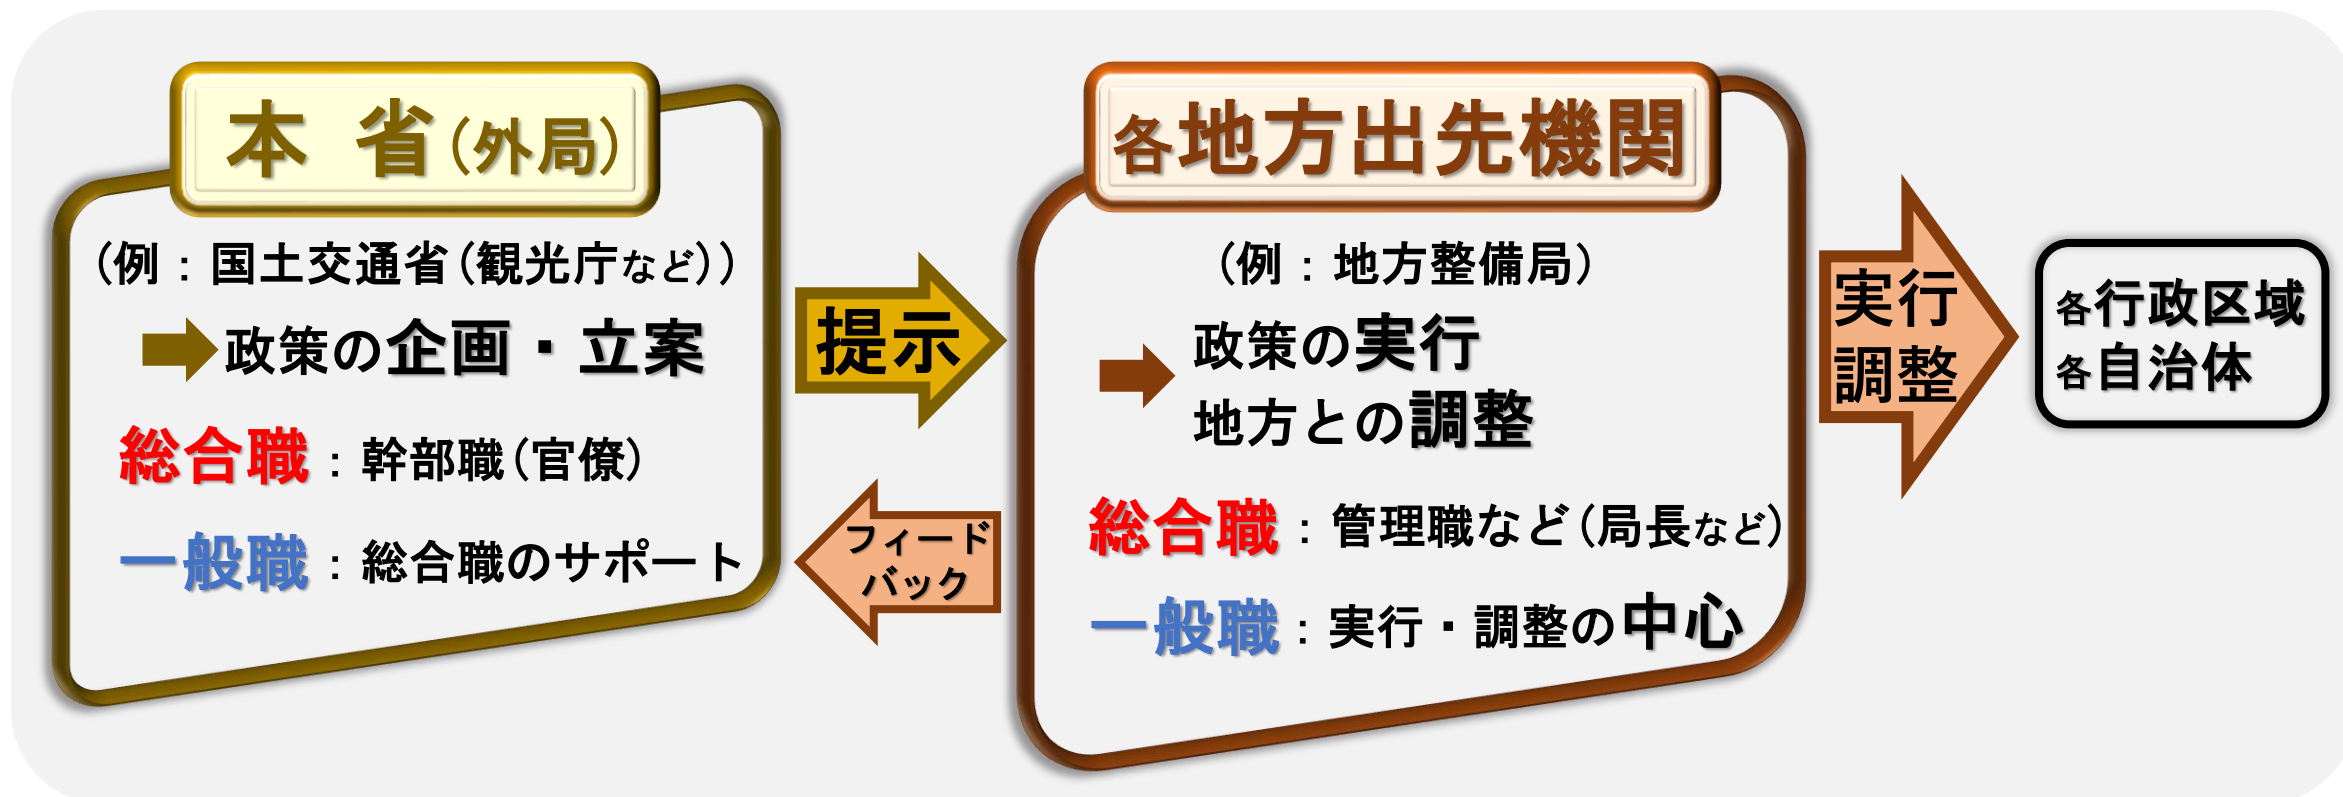 本 省(外局)
(例:国土交通省(観光庁など))
政策の企画・立案
総合職:幹部職(官僚)
一般職:総合職のサポート
提示
フィード
バック
各地方出先機関
(例:地方整備局)
政策の実行
地方との調整
総合職:管理職など(局長など)
一般職:実行・調整の中心
実行
調整
各行政区域
各自治体